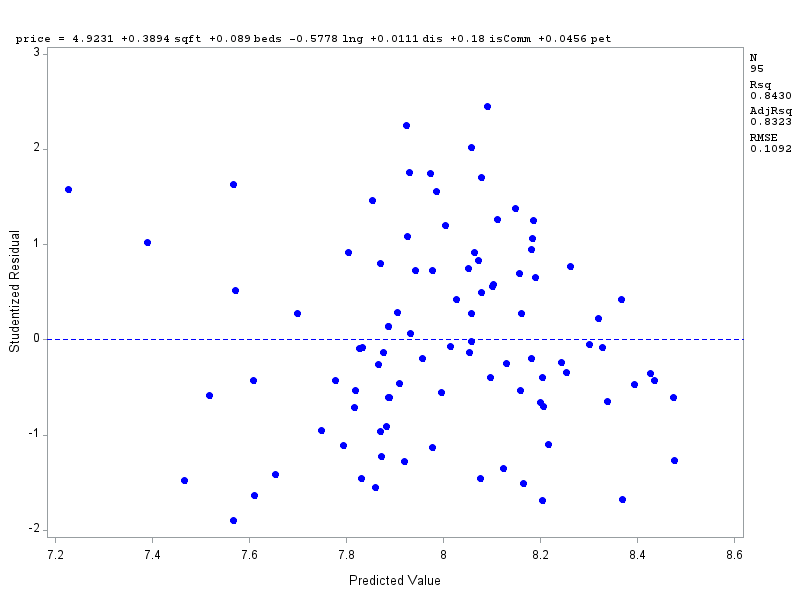 price = 4.9231 +0.3894 sqft +0.089 beds -0.5778 lng +0.0111 dis +0.18 isComm +0.0456 pet
3
2
1
0
-1
-2
Studentized Residual
7.2 7.4 7.6 7.8 8 8.2 8.4 8.6
Predicted Value
N
95
Rsq
0.8430
AdjRsq
0.8323
RMSE
0.1092